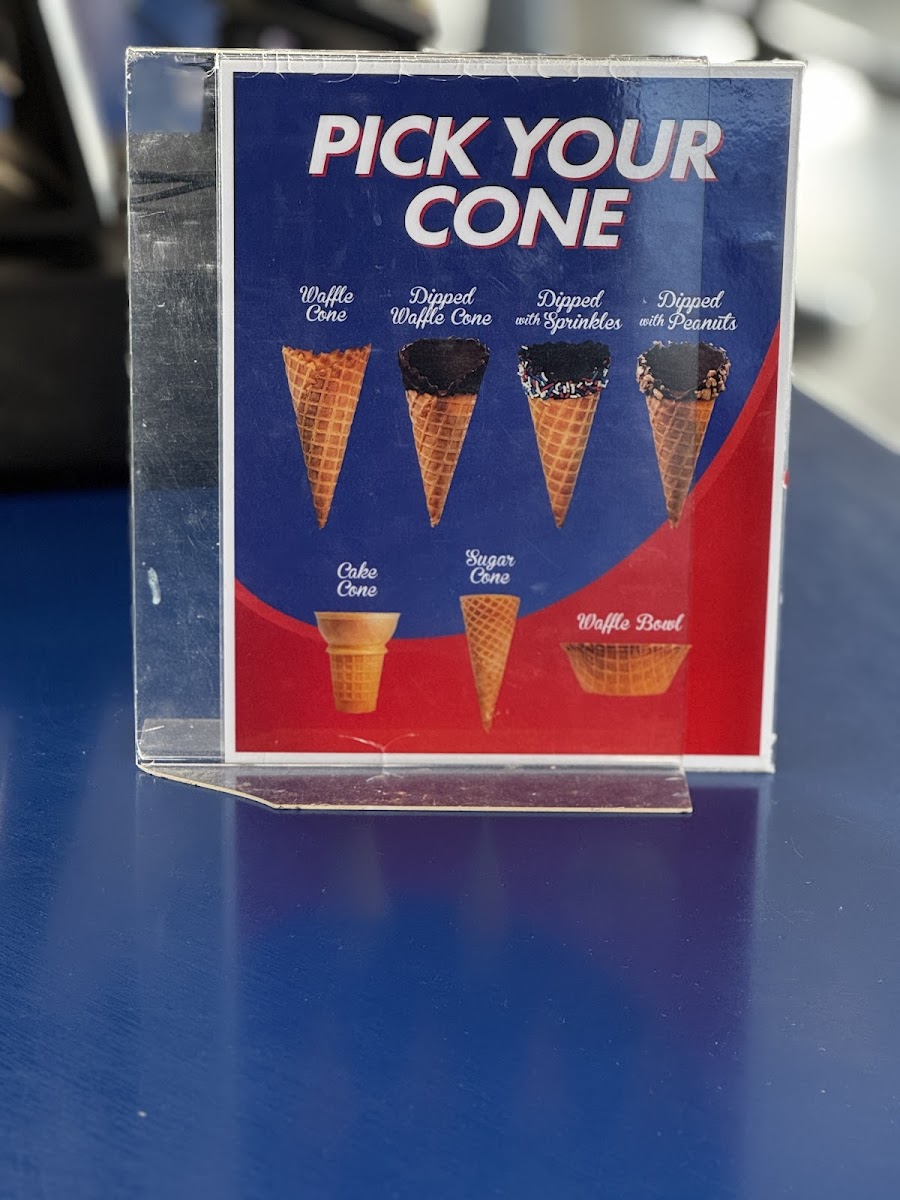 PICK YOUR
CONE
Waffle
Cone
Dipped
Waffle Cone
Dipped
with Sprinkles
Dipped
with Peanuts
Cake
Cone
Sugar
Cone
Waffle Bowl